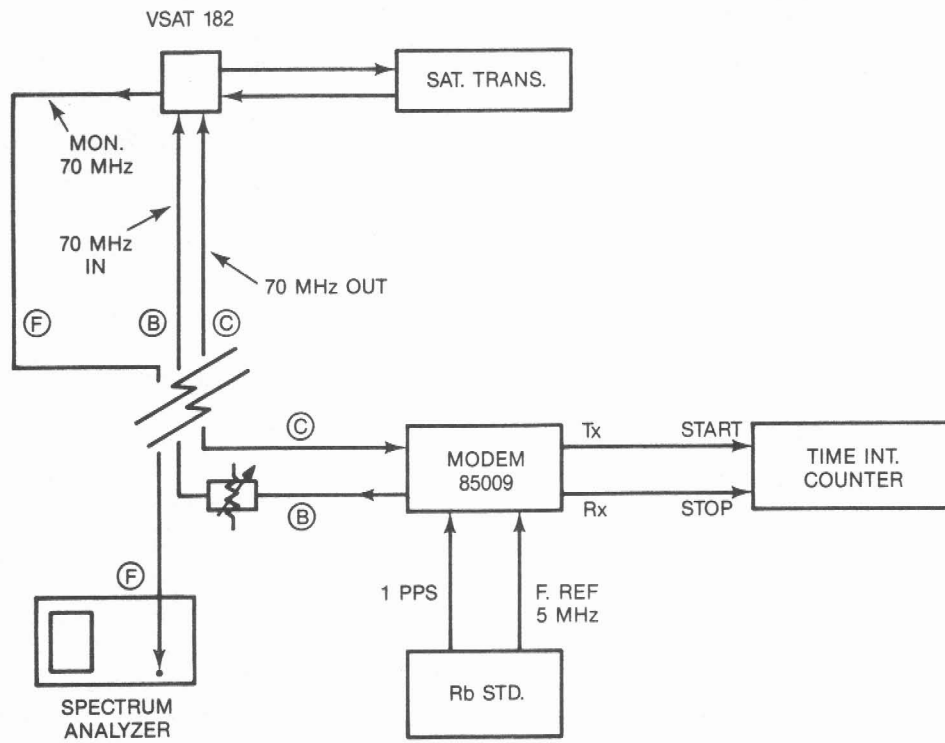 VSAT 182
SAT. TRANS.
MON.
70 MHz
70 MHz
IN
70 MHz OUT
F
B
C
C
Tx
START
MODEM
85009
TIME INT.
COUNTER
B
Rx
STOP
F
1 PPS
F. REF
5 MHz
Rb STD.
SPECTRUM
ANALYZER